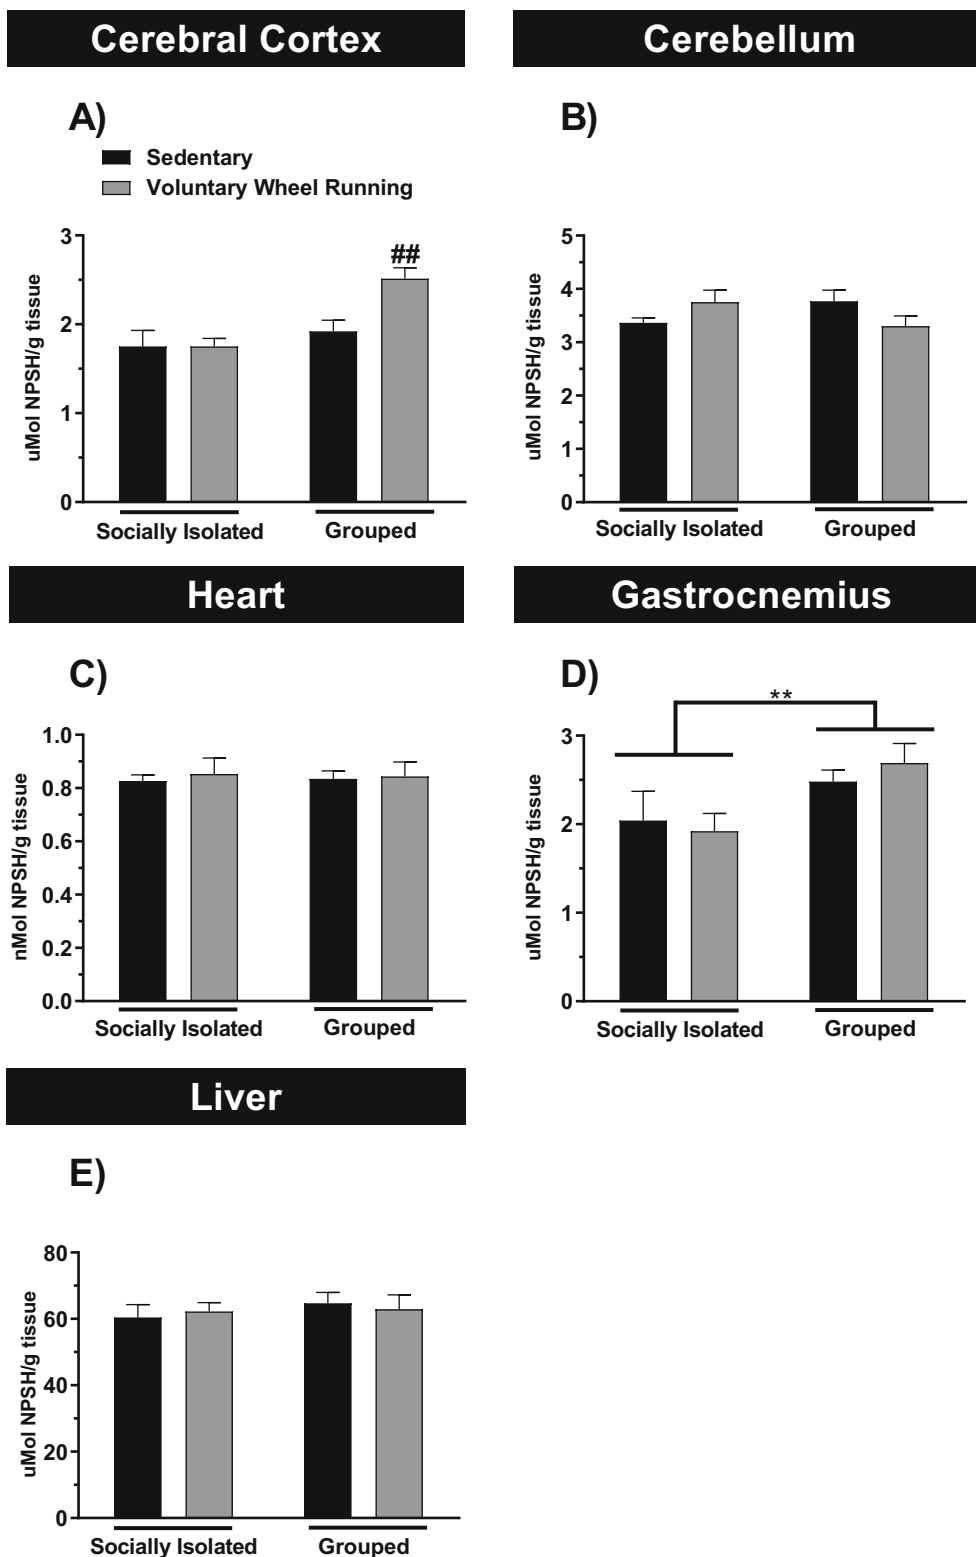 Cerebral Cortex
Cerebellum
A)
Sedentary
Voluntary Wheel Running
##
uMol NPSH/g tissue
3
2
1
0
Socially Isolated
Grouped
B)
uMol NPSH/g tissue
5
4
3
2
1
0
Socially Isolated
Grouped
Heart
Gastrocnemius
C)
nMol NPSH/g tissue
1.0
0.8
0.6
0.4
0.2
0.0
Socially Isolated
Grouped
D)
**
uMol NPSH/g tissue
3
2
1
0
Socially Isolated
Grouped
Liver
E)
uMol NPSH/g tissue
80
60
40
20
0
Socially Isolated
Grouped